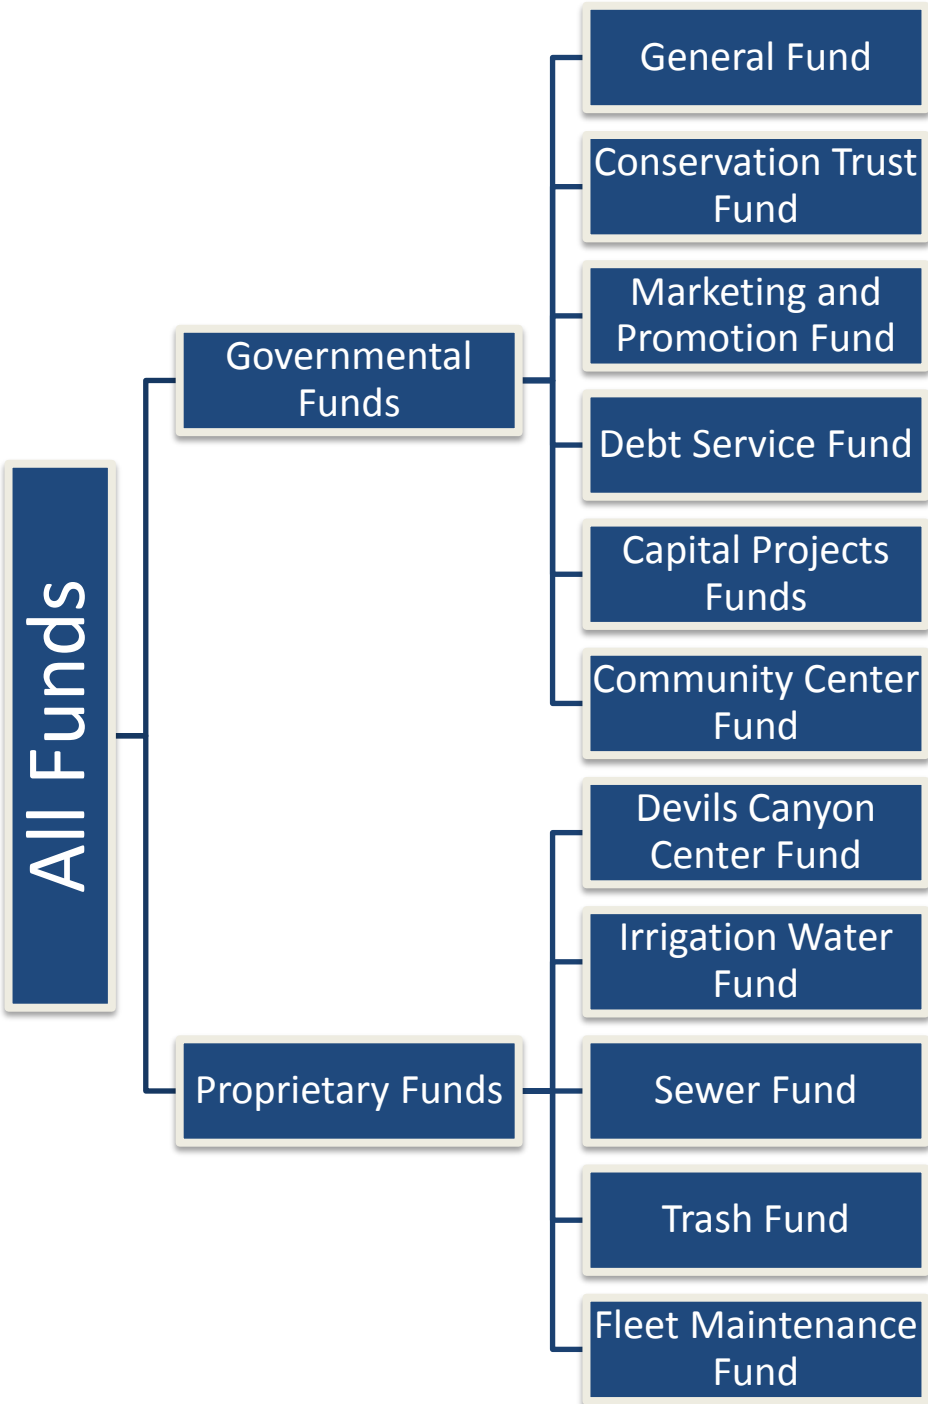 All Funds
Governmental
Funds
General Fund
Conservation Trust
Fund
Marketing and
Promotion Fund
Debt Service Fund
Capital Projects
Funds
Community Center
Fund
Proprietary Funds
Devils Canyon
Center Fund
Irrigation Water
Fund
Sewer Fund
Trash Fund
Fleet Maintenance
Fund